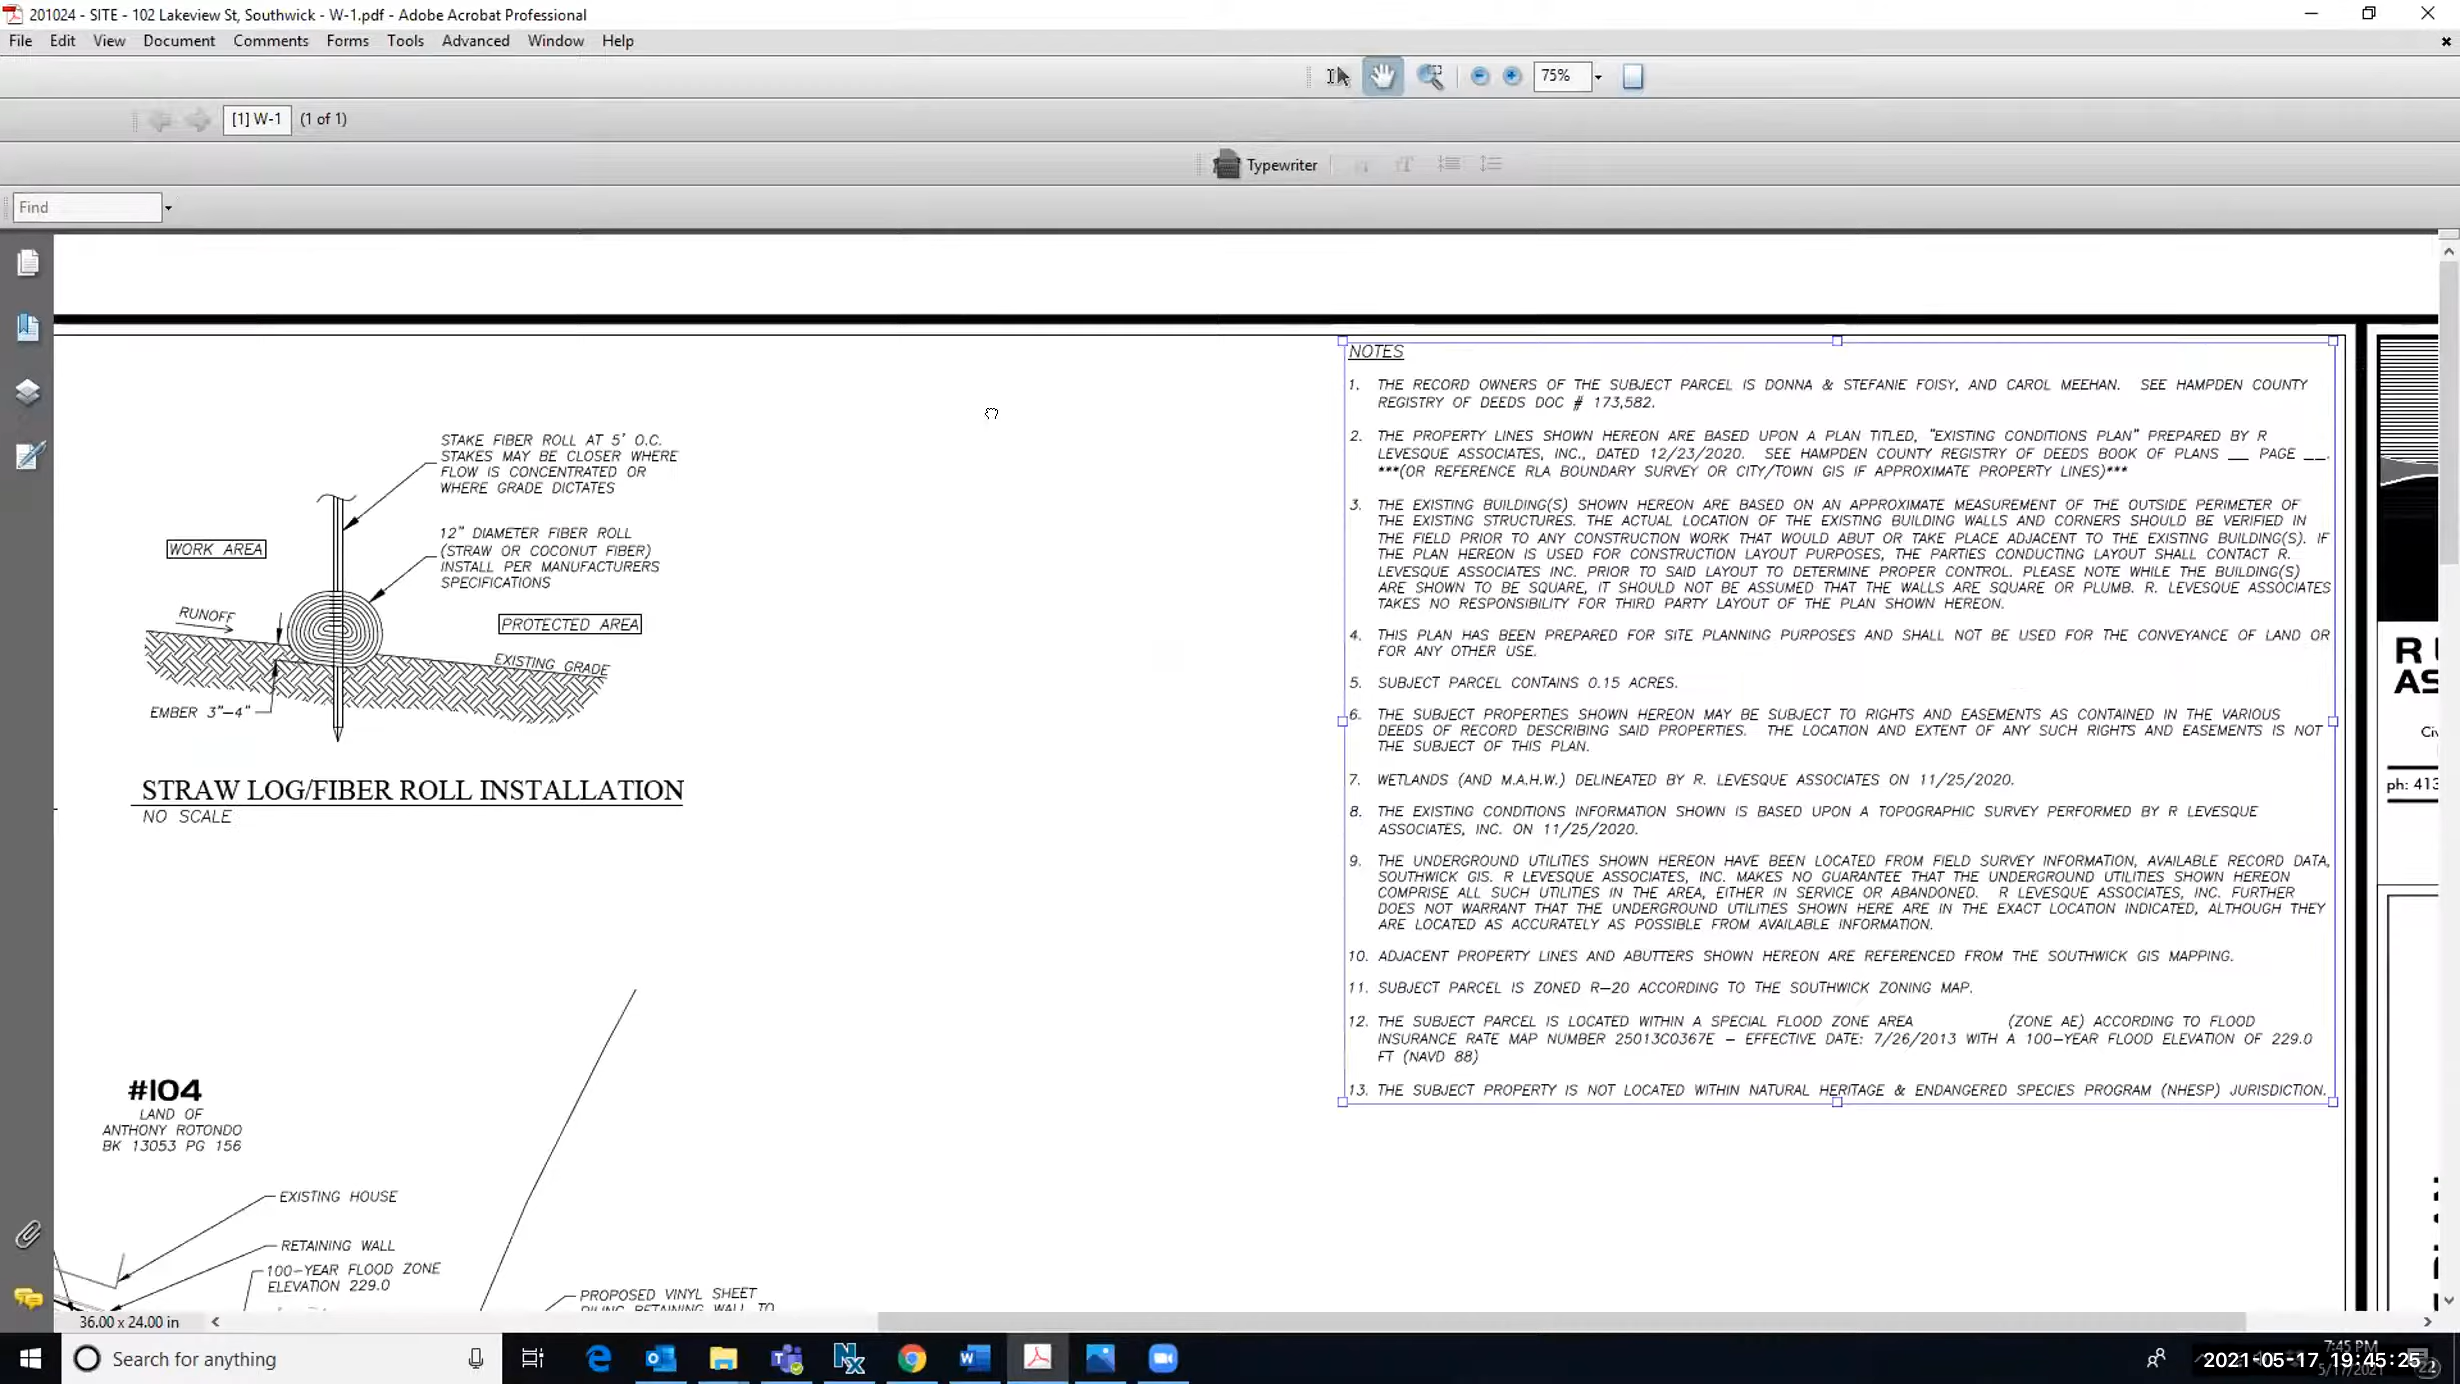 201024 - SITE - 102 Lakeview St, Southwick - W-1.pdf - Adobe Acrobat Professional
File Edit View Document Comments Forms Tools Advanced Window Help
75%
[1] W-1 (1 of 1)
Typewriter
Find
STAKE FIBER ROLL AT 5' O.C.
STAKES MAY BE CLOSER WHERE
FLOW IS CONCENTRATED OR
WHERE GRADE DICTATES
12" DIAMETER FIBER ROLL
(STRAW OR COCONUT FIBER)
INSTALL PER MANUFACTURERS
SPECIFICATIONS
WORK AREA
RUNOFF
PROTECTED AREA
EXISTING GRADE
EMBER 3"-4"
STRAW LOG/FIBER ROLL INSTALLATION
NO SCALE
#104
LAND OF
ANTHONY ROTONDO
BK 13053 PG 156
EXISTING HOUSE
RETAINING WALL
100-YEAR FLOOD ZONE
ELEVATION 229.0
PROPOSED VINYL SHEET
PILING RETAINING WALL TO
NOTES
1. THE RECORD OWNERS OF THE SUBJECT PARCEL IS DONNA & STEFANIE FOISY, AND CAROL MEEHAN. SEE HAMPDEN COUNTY
REGISTRY OF DEEDS DOC # 173,582.
2. THE PROPERTY LINES SHOWN HEREON ARE BASED UPON A PLAN TITLED, "EXISTING CONDITIONS PLAN" PREPARED BY R
LEVESQUE ASSOCIATES, INC., DATED 12/23/2020. SEE HAMPDEN COUNTY REGISTRY OF DEEDS BOOK OF PLANS __ PAGE __.
***(OR REFERENCE RLA BOUNDARY SURVEY OR CITY/TOWN GIS IF APPROXIMATE PROPERTY LINES)***
3. THE EXISTING BUILDING(S) SHOWN HEREON ARE BASED ON AN APPROXIMATE MEASUREMENT OF THE OUTSIDE PERIMETER OF
THE EXISTING STRUCTURES. THE ACTUAL LOCATION OF THE EXISTING BUILDING WALLS AND CORNERS SHOULD BE VERIFIED IN
THE FIELD PRIOR TO ANY CONSTRUCTION WORK THAT WOULD ABUT OR TAKE PLACE ADJACENT TO THE EXISTING BUILDING(S). IF
THE PLAN HEREON IS USED FOR CONSTRUCTION LAYOUT PURPOSES, THE PARTIES CONDUCTING LAYOUT SHALL CONTACT R.
LEVESQUE ASSOCIATES INC. PRIOR TO SAID LAYOUT TO DETERMINE PROPER CONTROL. PLEASE NOTE WHILE THE BUILDING(S)
ARE SHOWN TO BE SQUARE, IT SHOULD NOT BE ASSUMED THAT THE WALLS ARE SQUARE OR PLUMB. R. LEVESQUE ASSOCIATES
TAKES NO RESPONSIBILITY FOR THIRD PARTY LAYOUT OF THE PLAN SHOWN HEREON.
4. THIS PLAN HAS BEEN PREPARED FOR SITE PLANNING PURPOSES AND SHALL NOT BE USED FOR THE CONVEYANCE OF LAND OR
FOR ANY OTHER USE.
5. SUBJECT PARCEL CONTAINS 0.15 ACRES.
6. THE SUBJECT PROPERTIES SHOWN HEREON MAY BE SUBJECT TO RIGHTS AND EASEMENTS AS CONTAINED IN THE VARIOUS
DEEDS OF RECORD DESCRIBING SAID PROPERTIES. THE LOCATION AND EXTENT OF ANY SUCH RIGHTS AND EASEMENTS IS NOT
THE SUBJECT OF THIS PLAN.
7. WETLANDS (AND M.A.H.W.) DELINEATED BY R. LEVESQUE ASSOCIATES ON 11/25/2020.
8. THE EXISTING CONDITIONS INFORMATION SHOWN IS BASED UPON A TOPOGRAPHIC SURVEY PERFORMED BY R LEVESQUE
ASSOCIATES, INC. ON 11/25/2020.
9. THE UNDERGROUND UTILITIES SHOWN HEREON HAVE BEEN LOCATED FROM FIELD SURVEY INFORMATION, AVAILABLE RECORD DATA,
SOUTHWICK GIS. R LEVESQUE ASSOCIATES, INC. MAKES NO GUARANTEE THAT THE UNDERGROUND UTILITIES SHOWN HEREON
COMPRISE ALL SUCH UTILITIES IN THE AREA, EITHER IN SERVICE OR ABANDONED. R LEVESQUE ASSOCIATES, INC. FURTHER
DOES NOT WARRANT THAT THE UNDERGROUND UTILITIES SHOWN HERE ARE IN THE EXACT LOCATION INDICATED, ALTHOUGH THEY
ARE LOCATED AS ACCURATELY AS POSSIBLE FROM AVAILABLE INFORMATION.
10. ADJACENT PROPERTY LINES AND ABUTTERS SHOWN HEREON ARE REFERENCED FROM THE SOUTHWICK GIS MAPPING.
11. SUBJECT PARCEL IS ZONED R-20 ACCORDING TO THE SOUTHWICK ZONING MAP.
12. THE SUBJECT PARCEL IS LOCATED WITHIN A SPECIAL FLOOD ZONE AREA (ZONE AE) ACCORDING TO FLOOD
INSURANCE RATE MAP NUMBER 25013C0367E - EFFECTIVE DATE: 7/26/2013 WITH A 100-YEAR FLOOD ELEVATION OF 229.0
FT (NAVD 88)
13. THE SUBJECT PROPERTY IS NOT LOCATED WITHIN NATURAL HERITAGE & ENDANGERED SPECIES PROGRAM (NHESP) JURISDICTION.
R
AS
Civ
ph: 413
36.00 x 24.00 in
Search for anything
7:45 PM
2021-05-17 19:45:25